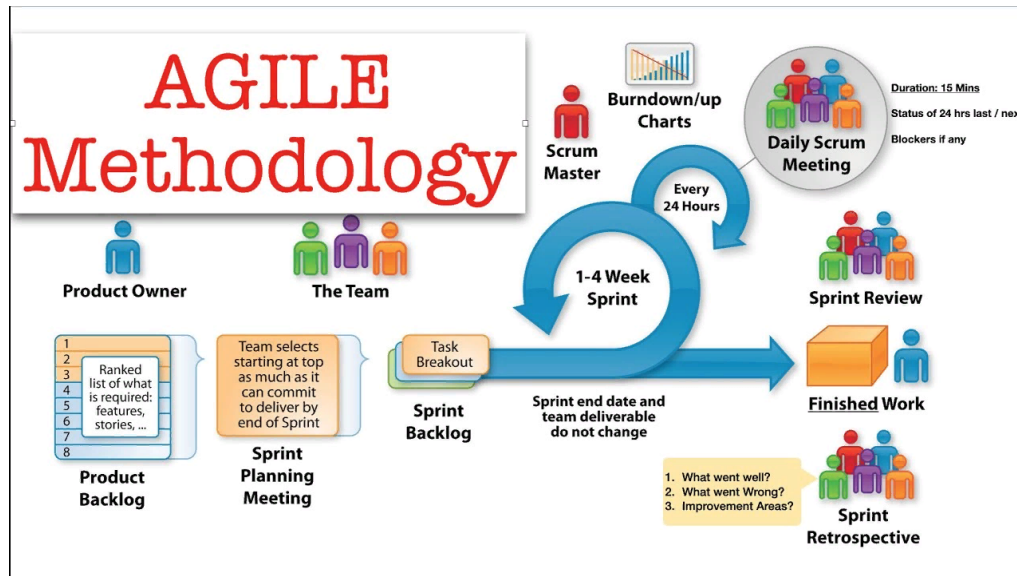 AGILE
Methodology
Burndown/up
Charts
Scrum
Master
Daily Scrum
Meeting
Duration: 15 Mins
Status of 24 hrs last / nex
Blockers if any
Every
24 Hours
Product Owner
The Team
1-4 Week
Sprint
Sprint Review
1
2
3
4
5
6
7
8
Ranked
list of what
is required:
features,
stories, ...
Product
Backlog
Team selects
starting at top
as much as it
can commit
to deliver by
end of Sprint
Sprint
Planning
Meeting
Task
Breakout
Sprint
Backlog
Sprint end date and
team deliverable
do not change
Finished Work
1. What went well?
2. What went Wrong?
3. Improvement Areas?
Sprint
Retrospective